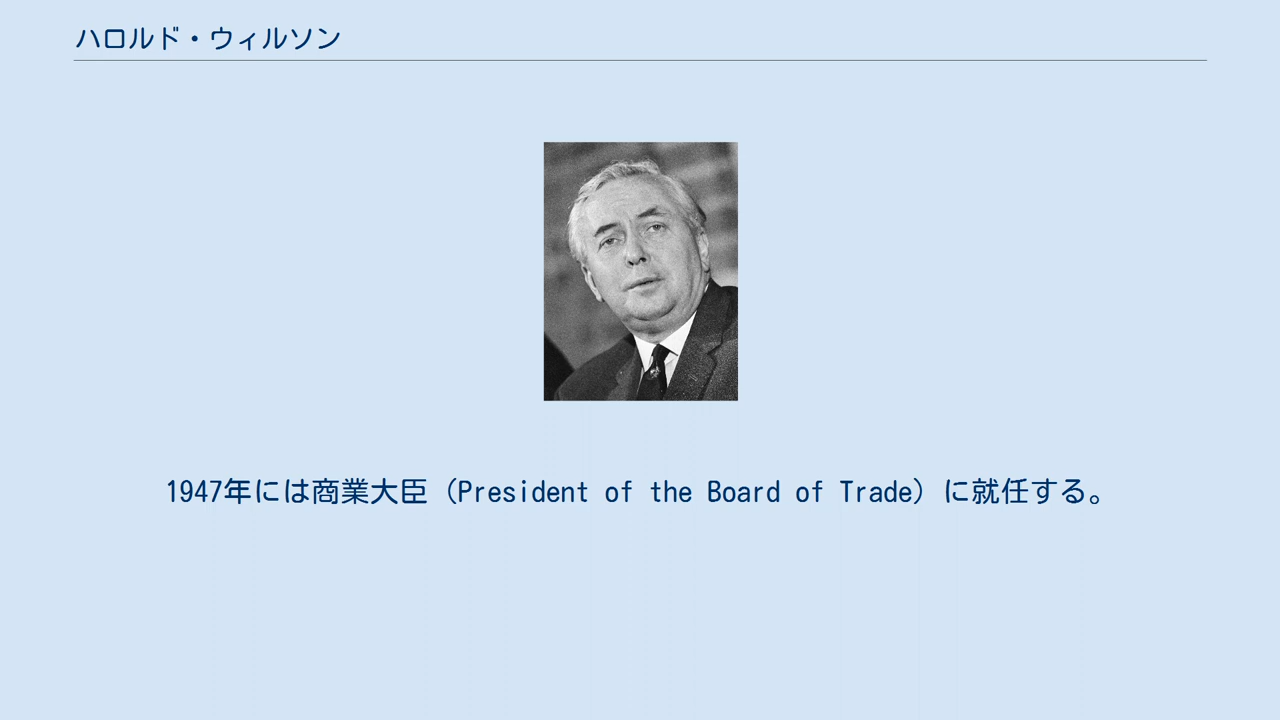 ハロルド・ウィルソン
1947年には商業大臣（President of the Board of Trade）に就任する。